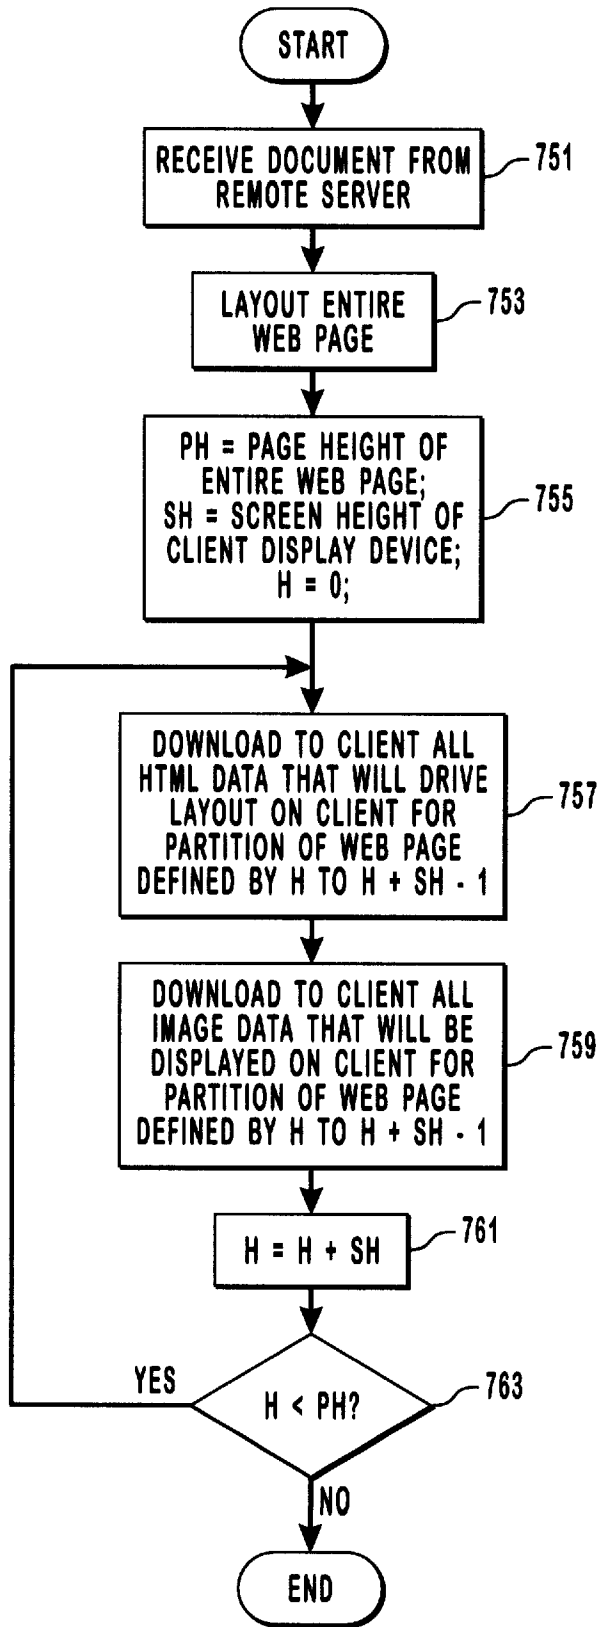 START
RECEIVE DOCUMENT FROM
REMOTE SERVER
751
LAYOUT ENTIRE
WEB PAGE
753
PH = PAGE HEIGHT OF
ENTIRE WEB PAGE;
SH = SCREEN HEIGHT OF
CLIENT DISPLAY DEVICE;
H = 0;
755
DOWNLOAD TO CLIENT ALL
HTML DATA THAT WILL DRIVE
LAYOUT ON CLIENT FOR
PARTITION OF WEB PAGE
DEFINED BY H TO H + SH - 1
757
DOWNLOAD TO CLIENT ALL
IMAGE DATA THAT WILL BE
DISPLAYED ON CLIENT FOR
PARTITION OF WEB PAGE
DEFINED BY H TO H + SH - 1
759
H = H + SH
761
YES
H < PH?
763
NO
END